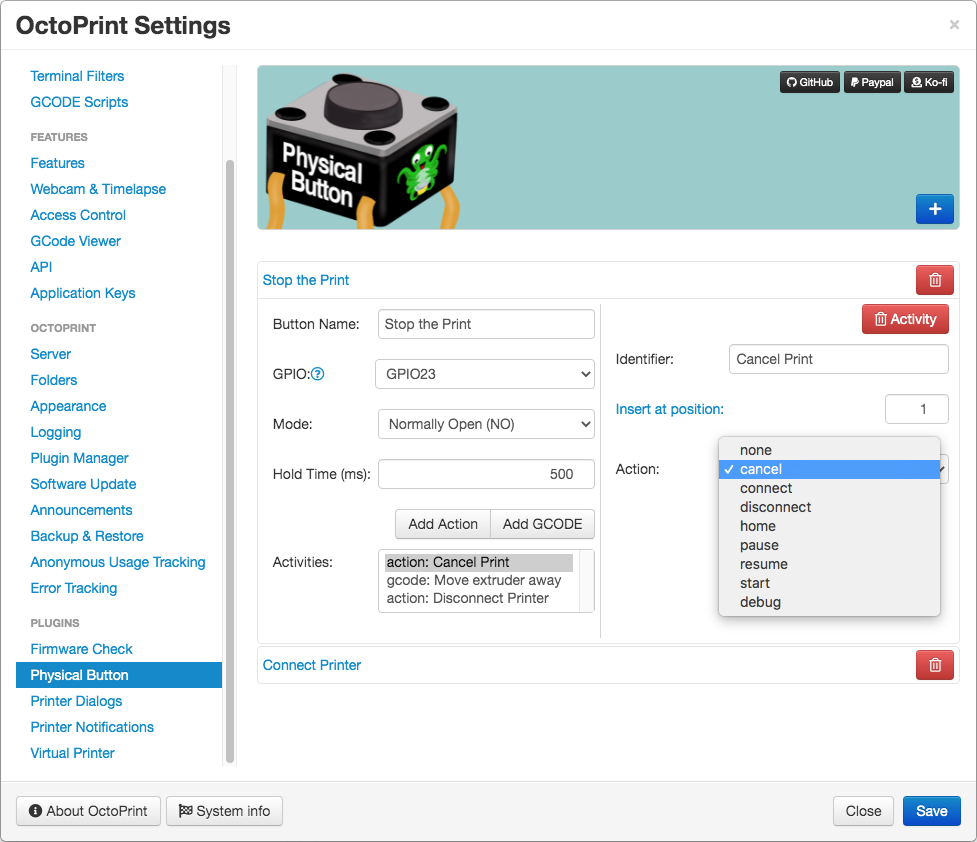 OctoPrint Settings
×
Terminal Filters
GCODE Scripts
FEATURES
Features
Webcam & Timelapse
Access Control
GCode Viewer
API
Application Keys
OCTOPRINT
Server
Folders
Appearance
Logging
Plugin Manager
Software Update
Announcements
Backup & Restore
Anonymous Usage Tracking
Error Tracking
PLUGINS
Firmware Check
Physical Button
Printer Dialogs
Printer Notifications
Virtual Printer
Physical
Button
GitHub Paypal Ko-fi
+
Stop the Print
Button Name: Stop the Print
GPIO: GPIO23
Mode: Normally Open (NO)
Hold Time (ms): 500
Add Action Add GCODE
Activities:
action: Cancel Print
gcode: Move extruder away
action: Disconnect Printer
Activity
Identifier: Cancel Print
Insert at position: 1
Action:
none
✓ cancel
connect
disconnect
home
pause
resume
start
debug
Connect Printer
About OctoPrint System info
Close Save